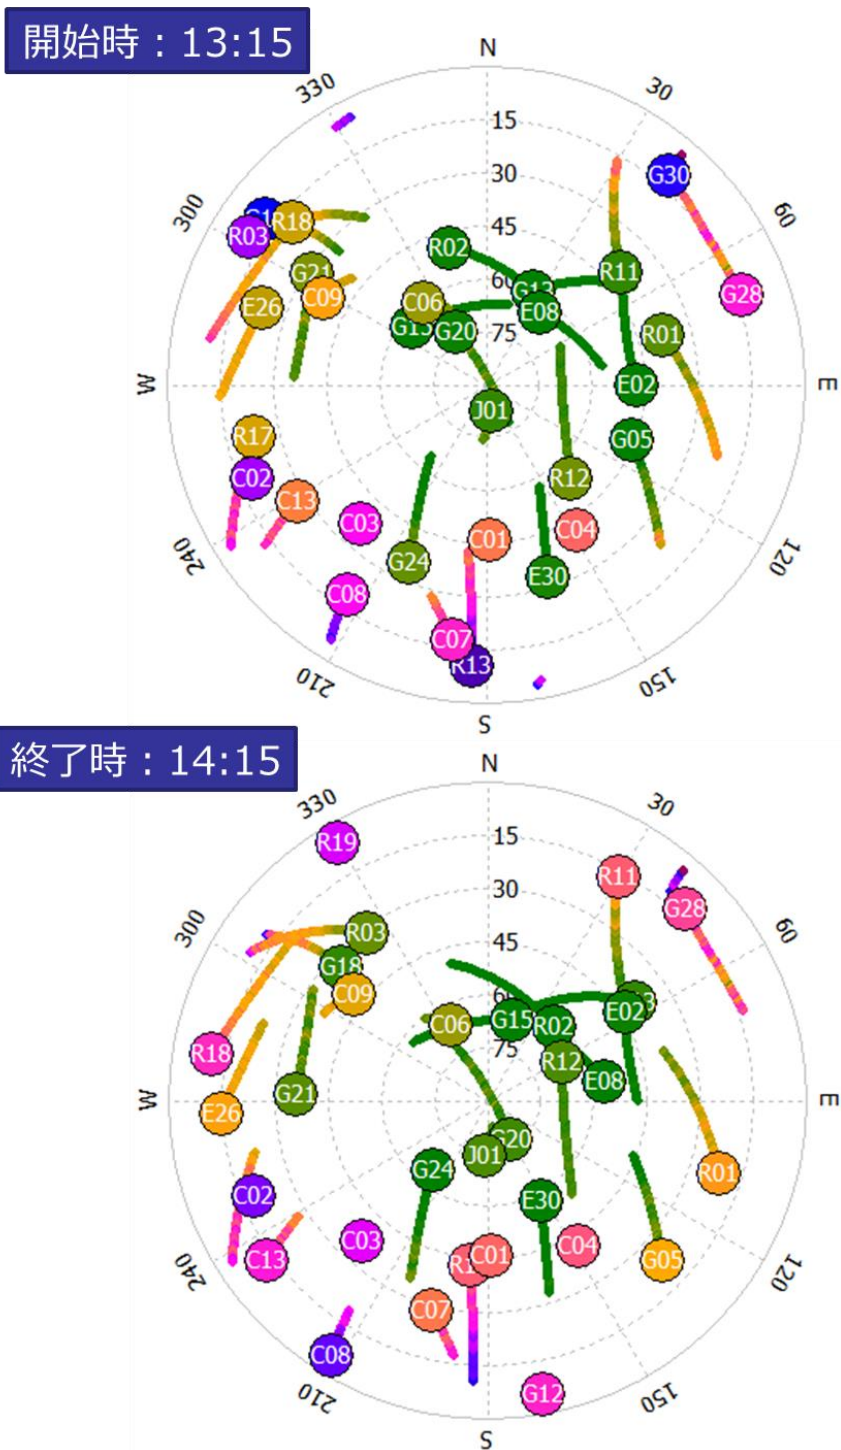 開始時：13:15
N
330
30
15
30
G30
300
60
R18
R03
45
R02
R11
G21
G28
C09
C06
E26
E08
R01
G20
75
W
E02
E
J01
R17
G05
C02
R12
C13
C03
C01
C04
240
G24
120
E30
C08
C07
R13
210
150
S
終了時：14:15
N
330
30
R19
15
R11
30
G28
300
60
R03
45
G18
C09
E02
C06
G15
R02
75
R18
R12
E08
G21
W
E26
E
G20
J01
G24
R01
C02
E30
C03
C04
C01
C13
G05
240
120
C07
C08
G12
210
150
S